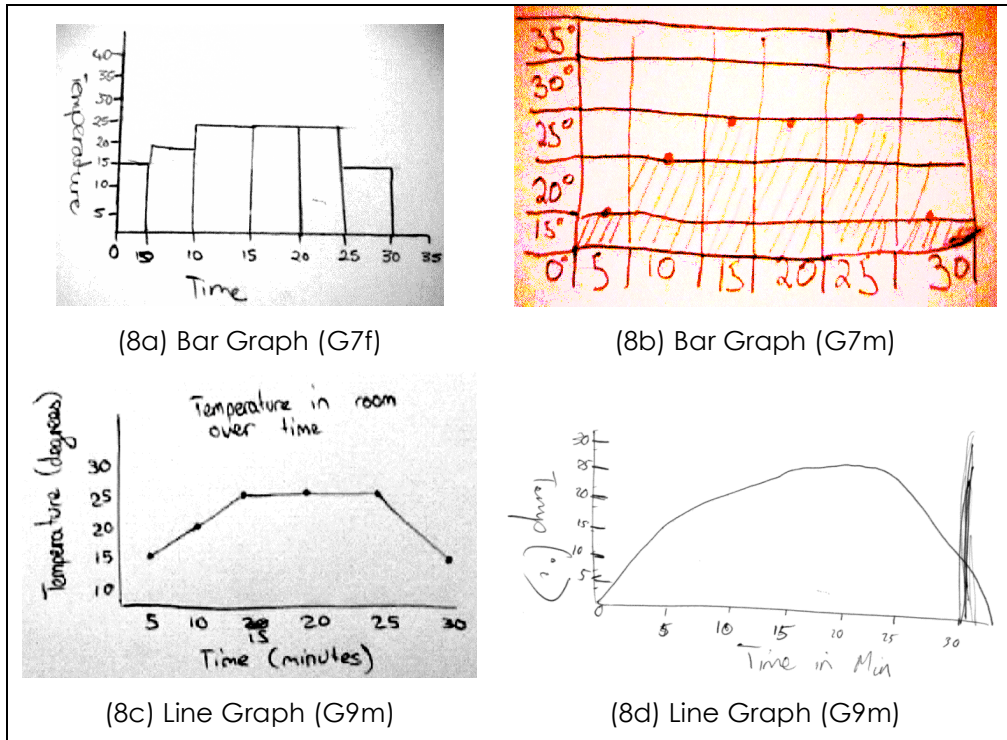 40
35
30
25
20
15
10
5
Temperature
0 5 10 15 20 25 30 35
Time
(8a) Bar Graph (G7f)
35°
30°
25°
20°
15°
0° 5 10 15 20 25 30
(8b) Bar Graph (G7m)
Temperature in room
over time
Temperature (degrees)
30
25
20
15
10
5 10 20 25 30
15
Time (minutes)
(8c) Line Graph (G9m)
30
25
20
15
10
5
Temp
0
5 10 15 20 25 30
Time in Min
(8d) Line Graph (G9m)